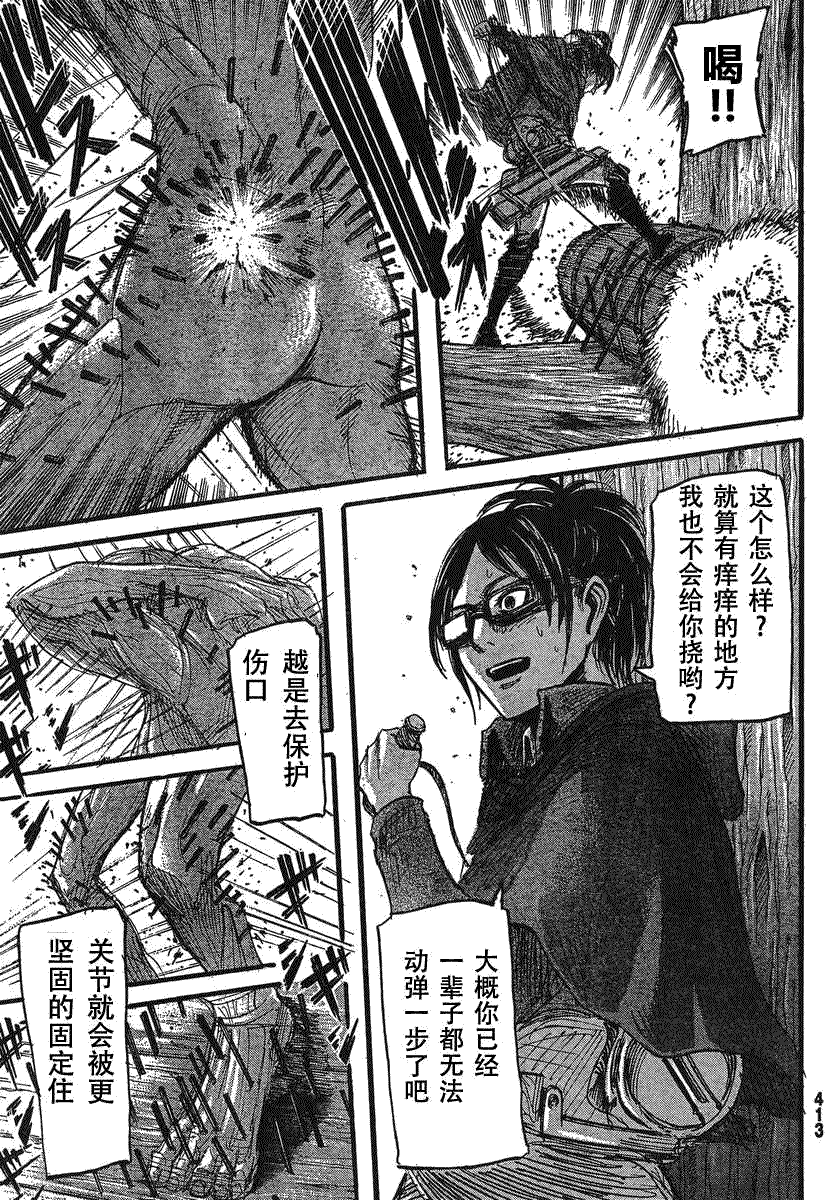 喝!!
这个怎么样?
就算有痒痒的地方
我也不会给你挠哟?
大概你已经
一辈子都无法
动弹一步了吧
越是去保护
伤口
关节就会被更
坚固的固定住
413